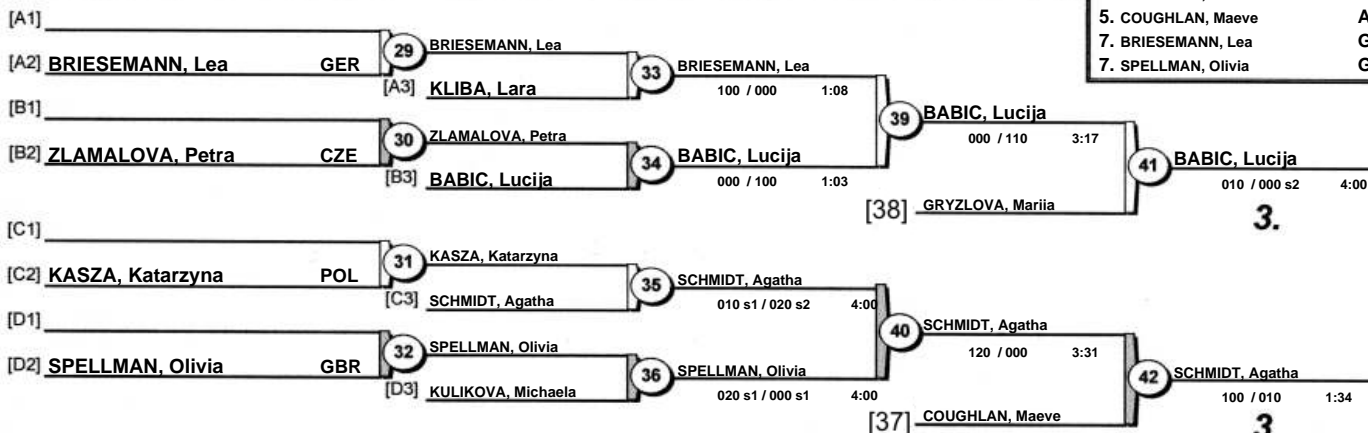 5. COUGHLAN, Maeve A
7. BRIESEMANN, Lea G
7. SPELLMAN, Olivia G
[A1]
[A2] BRIESEMANN, Lea GER
29
BRIESEMANN, Lea
[A3] KLIBA, Lara
33
BRIESEMANN, Lea
100 / 000 1:08
[B1]
[B2] ZLAMALOVA, Petra CZE
30
ZLAMALOVA, Petra
[B3] BABIC, Lucija
34
BABIC, Lucija
000 / 100 1:03
39
BABIC, Lucija
000 / 110 3:17
[38] GRYZLOVA, Mariia
41
BABIC, Lucija
010 / 000 s2 4:00
3.
[C1]
[C2] KASZA, Katarzyna POL
31
KASZA, Katarzyna
[C3] SCHMIDT, Agatha
35
SCHMIDT, Agatha
010 s1 / 020 s2 4:00
[D1]
[D2] SPELLMAN, Olivia GBR
32
SPELLMAN, Olivia
[D3] KULIKOVA, Michaela
36
SPELLMAN, Olivia
020 s1 / 000 s1 4:00
40
SCHMIDT, Agatha
120 / 000 3:31
[37] COUGHLAN, Maeve
42
SCHMIDT, Agatha
100 / 010 1:34
3